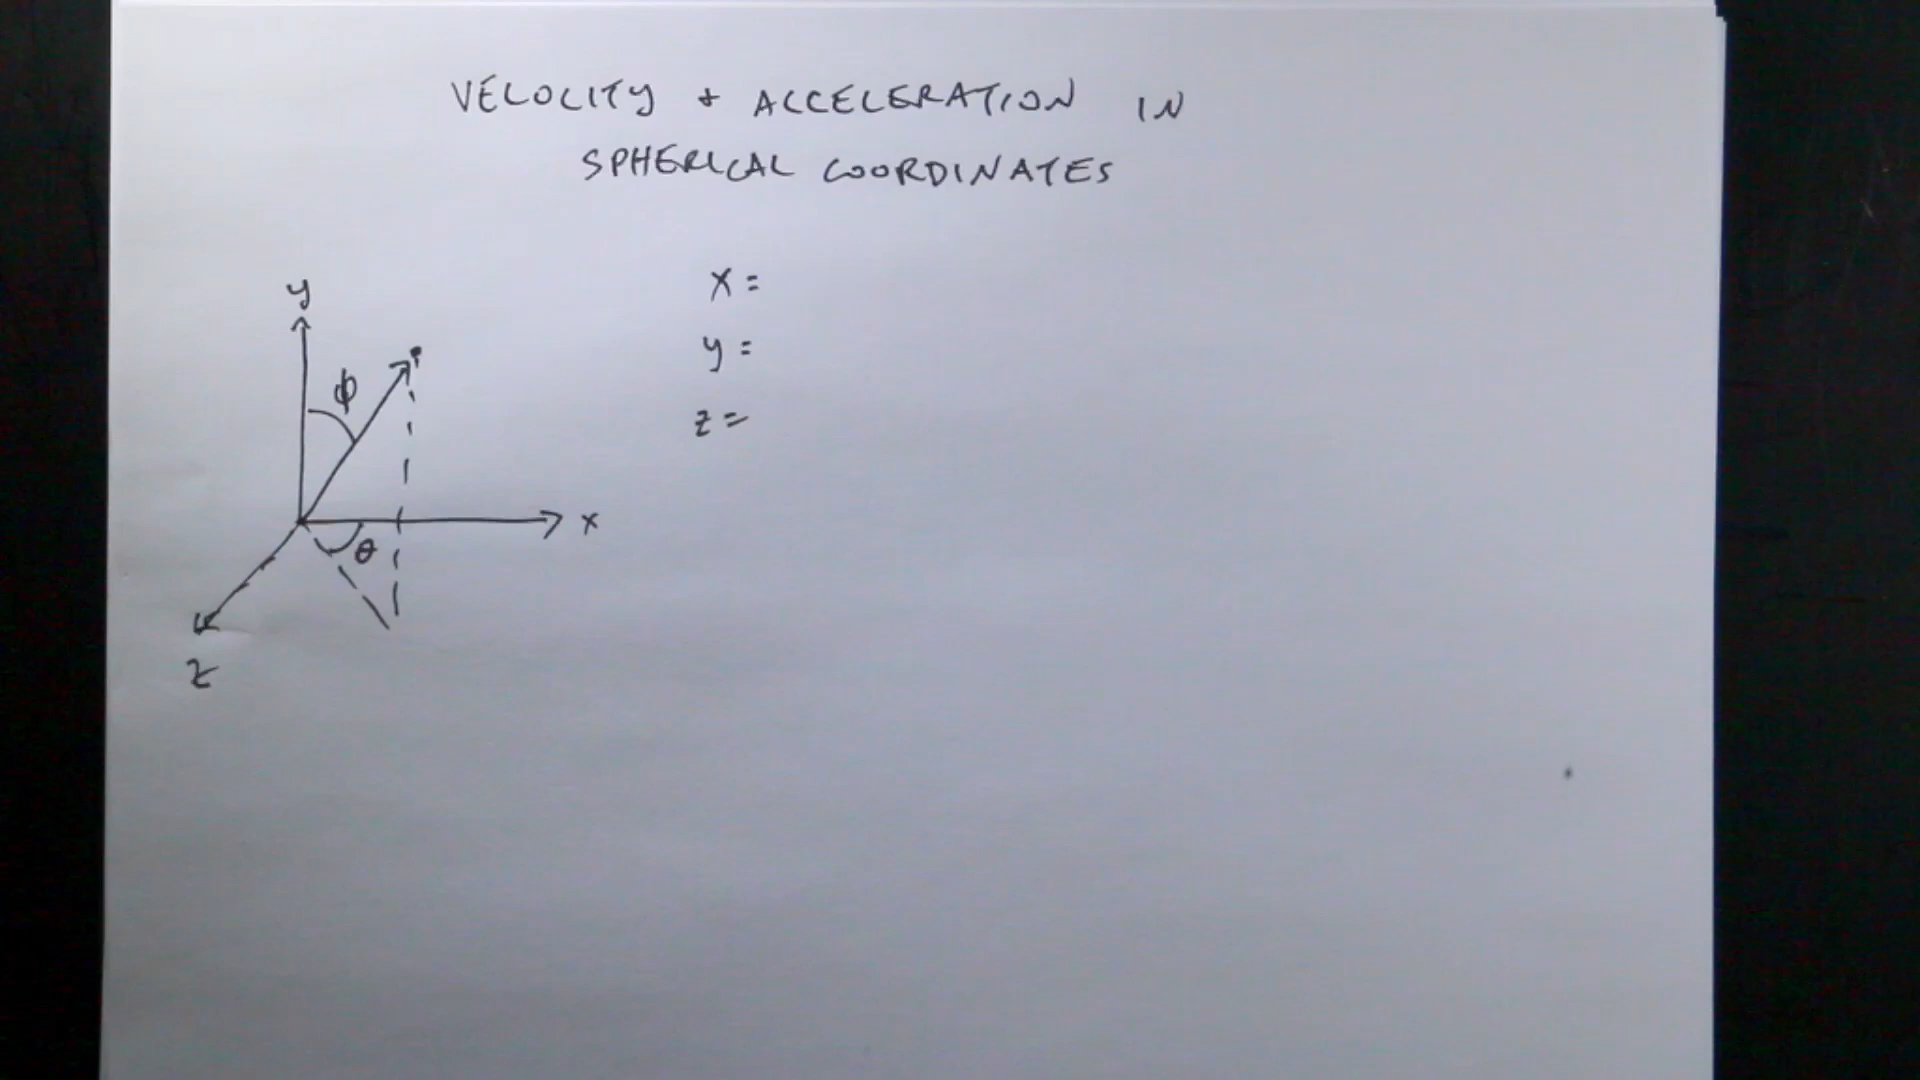 VELOCITY + ACCELERATION IN
SPHERICAL COORDINATES
x =
y =
z =
y
ϕ
x
θ
z